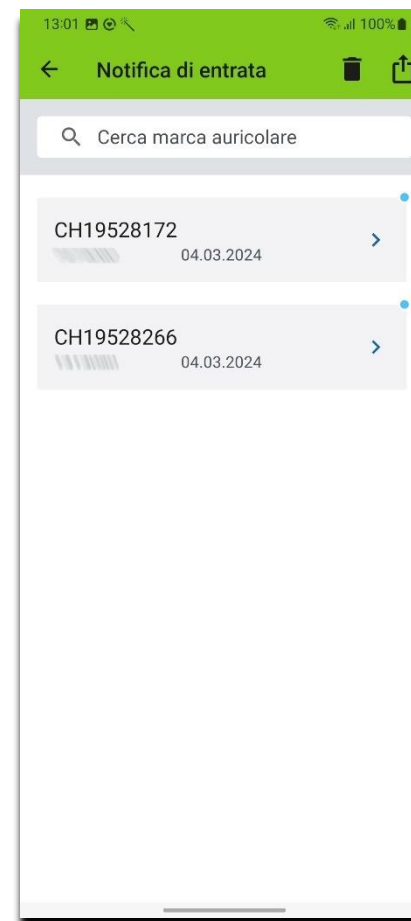 13:01 100%
Notifica di entrata
Cerca marca auricolare
CH19528172
04.03.2024
CH19528266
04.03.2024